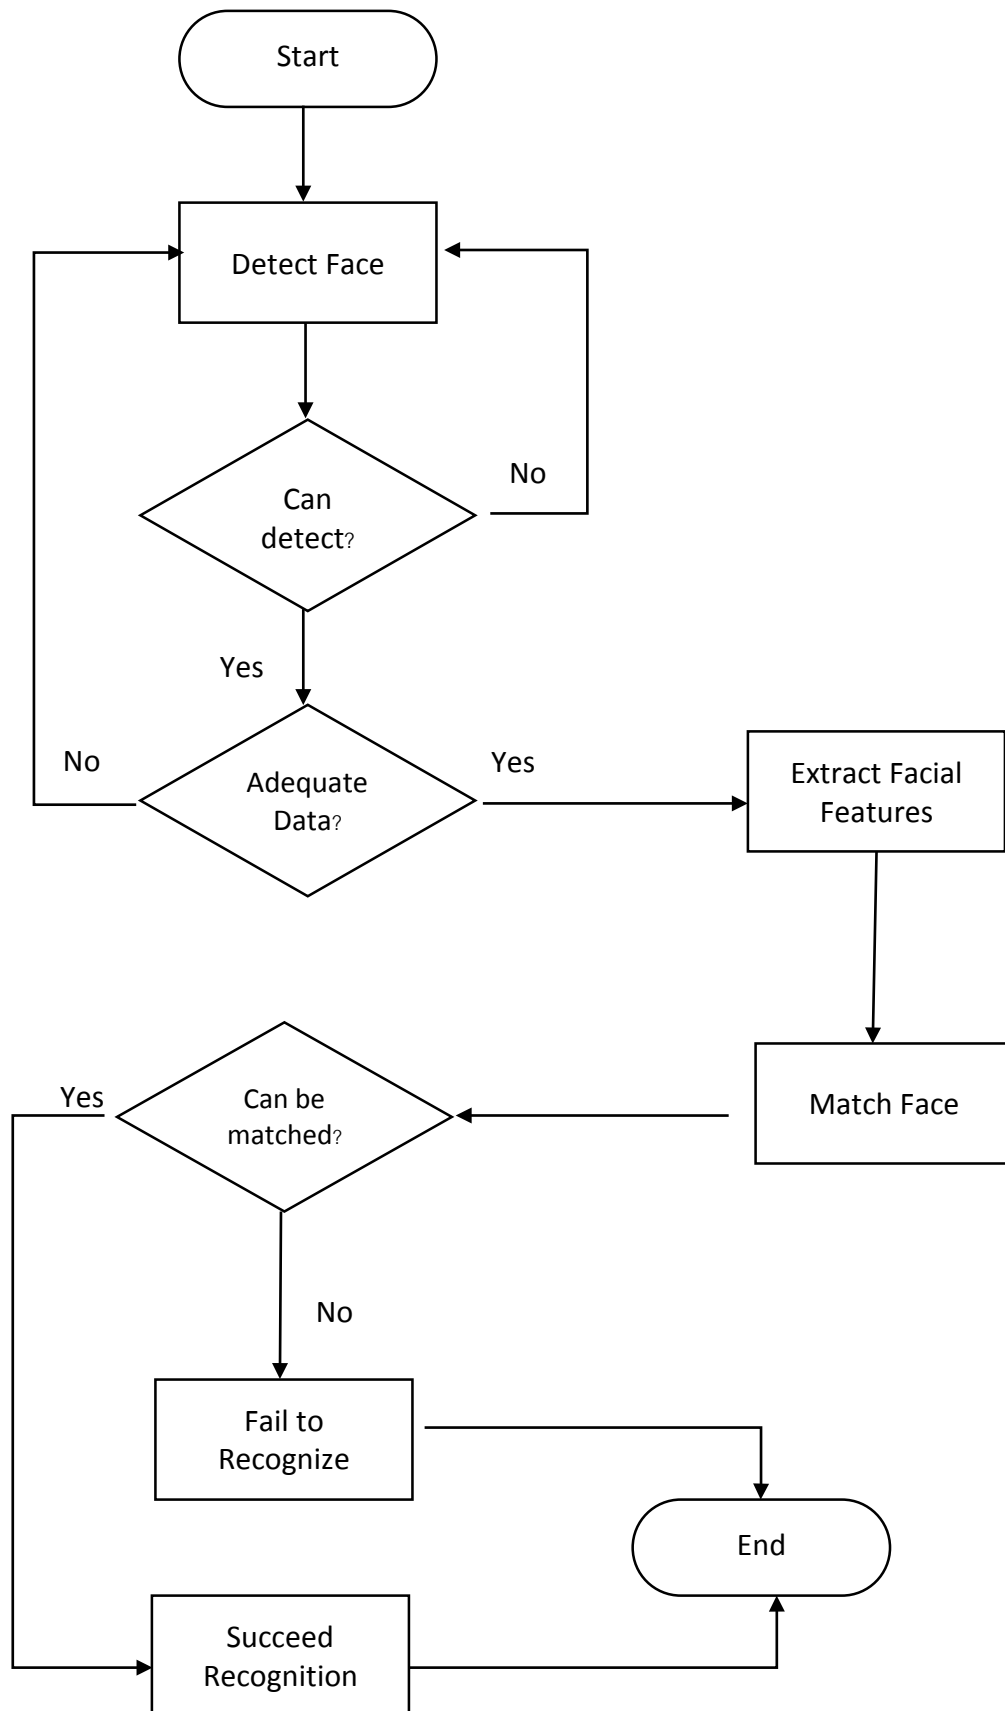 Start
Detect Face
No
Can
detect?
Yes
No
Yes
Adequate
Data?
Extract Facial
Features
Yes
Can be
matched?
Match Face
No
Fail to
Recognize
End
Succeed
Recognition